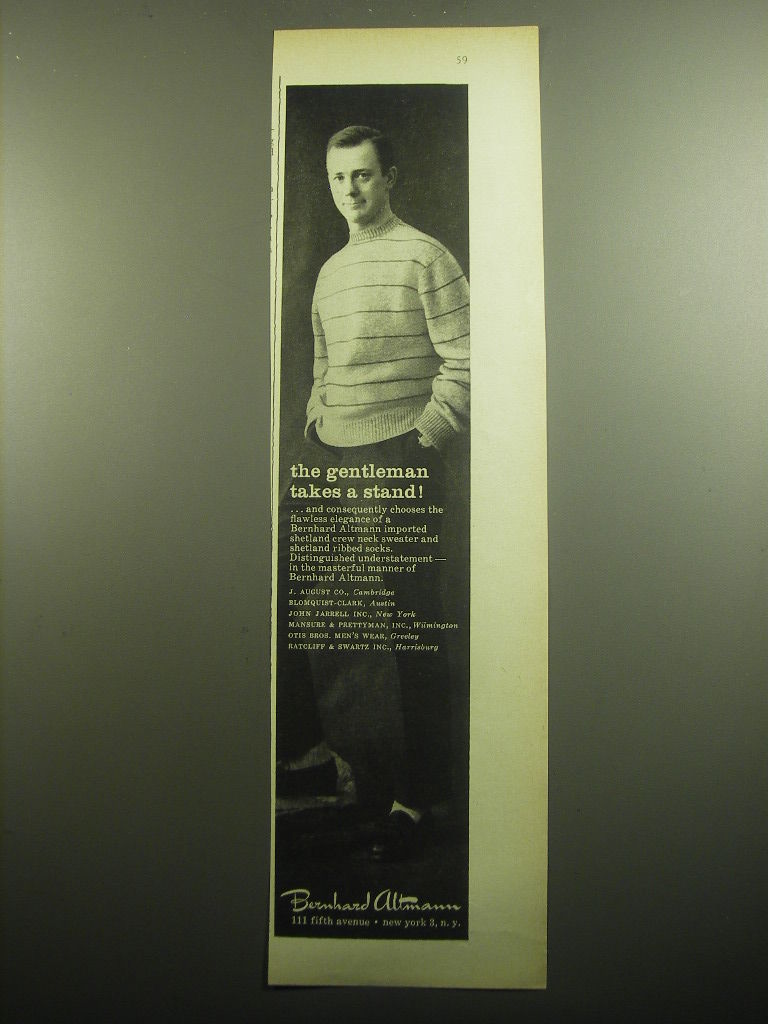 59
the gentleman
takes a stand!
... and consequently chooses the
flawless elegance of a
Bernhard Altmann imported
shetland crew neck sweater and
shetland ribbed socks.
Distinguished understatement —
in the masterful manner of
Bernhard Altmann.
J. AUGUST CO., Cambridge
BLOMQUIST-CLARK, Austin
JOHN JARRELL INC., New York
MANSURE & PRETTYMAN, INC., Wilmington
OTIS BROS. MEN'S WEAR, Greeley
RATCLIFF & SWARTZ INC., Harrisburg
Bernhard Altmann
111 fifth avenue • new york 3, n. y.